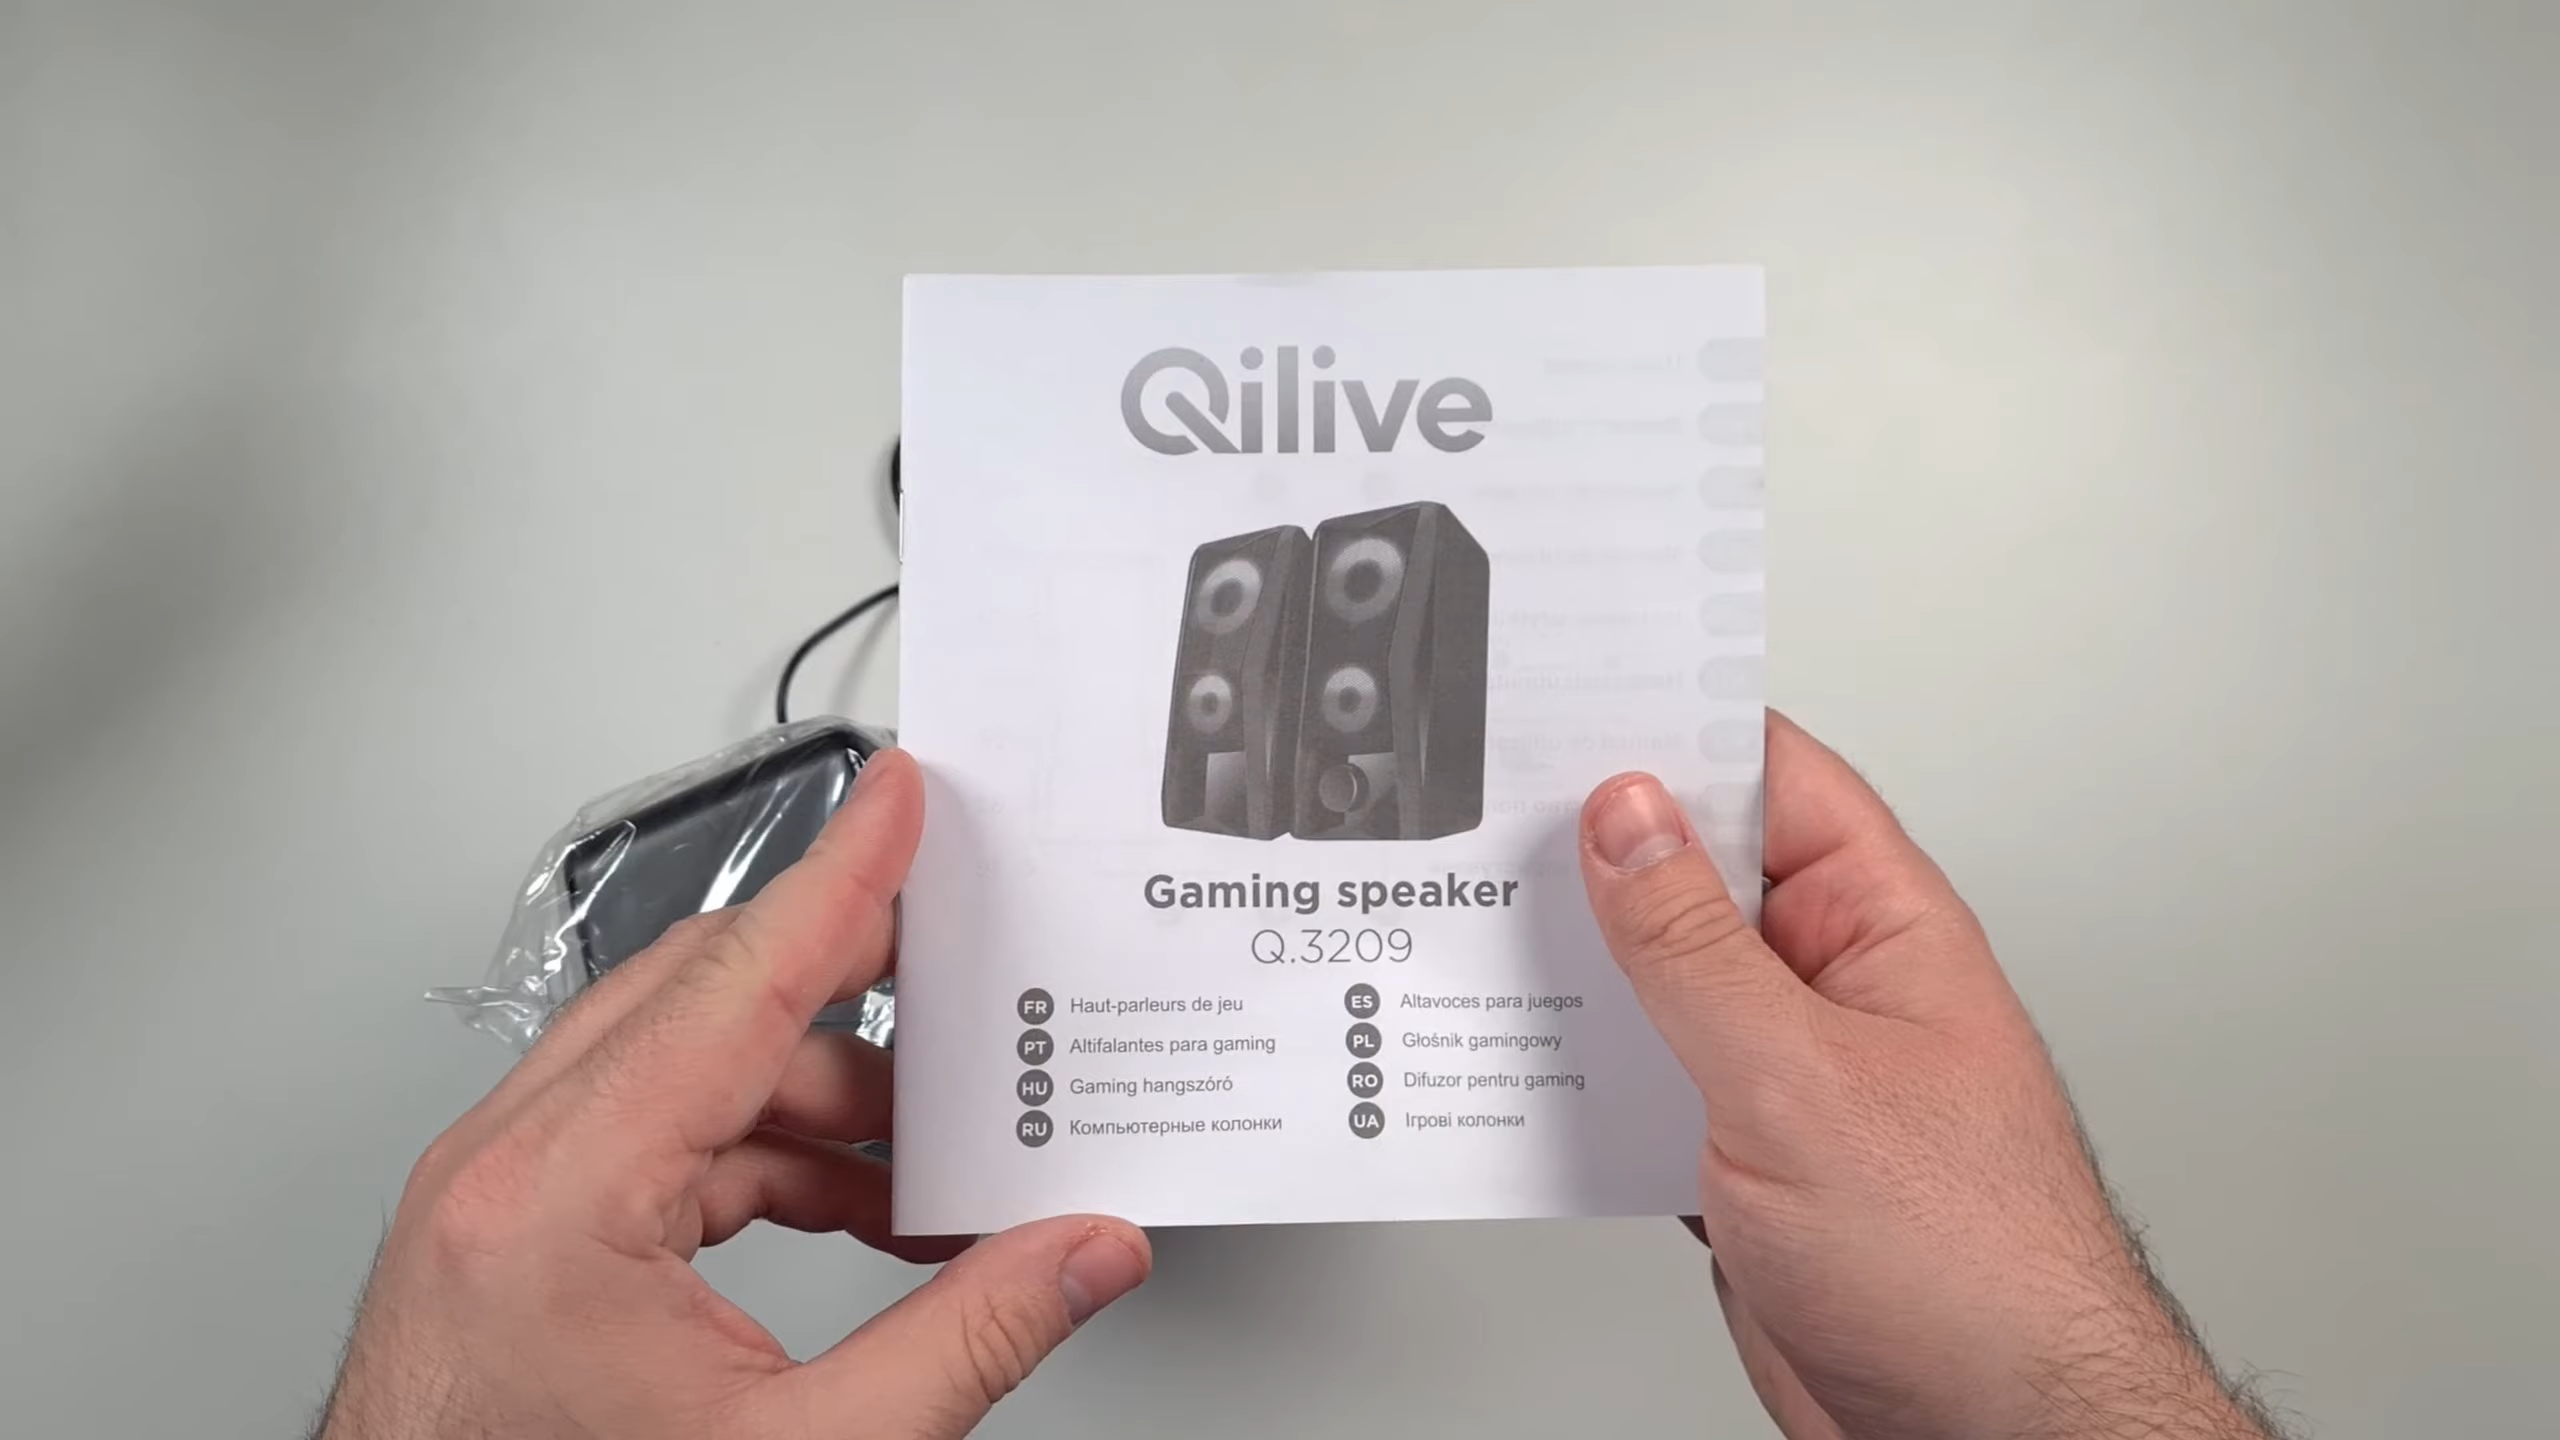 Qilive
Gaming speaker
Q.3209
FR Haut-parleurs de jeu
PT Altifalantes para gaming
HU Gaming hangszóró
RU Компьютерные колонки
ES Altavoces para juegos
PL Głośnik gamingowy
RO Difuzor pentru gaming
UA Ігрові колонки